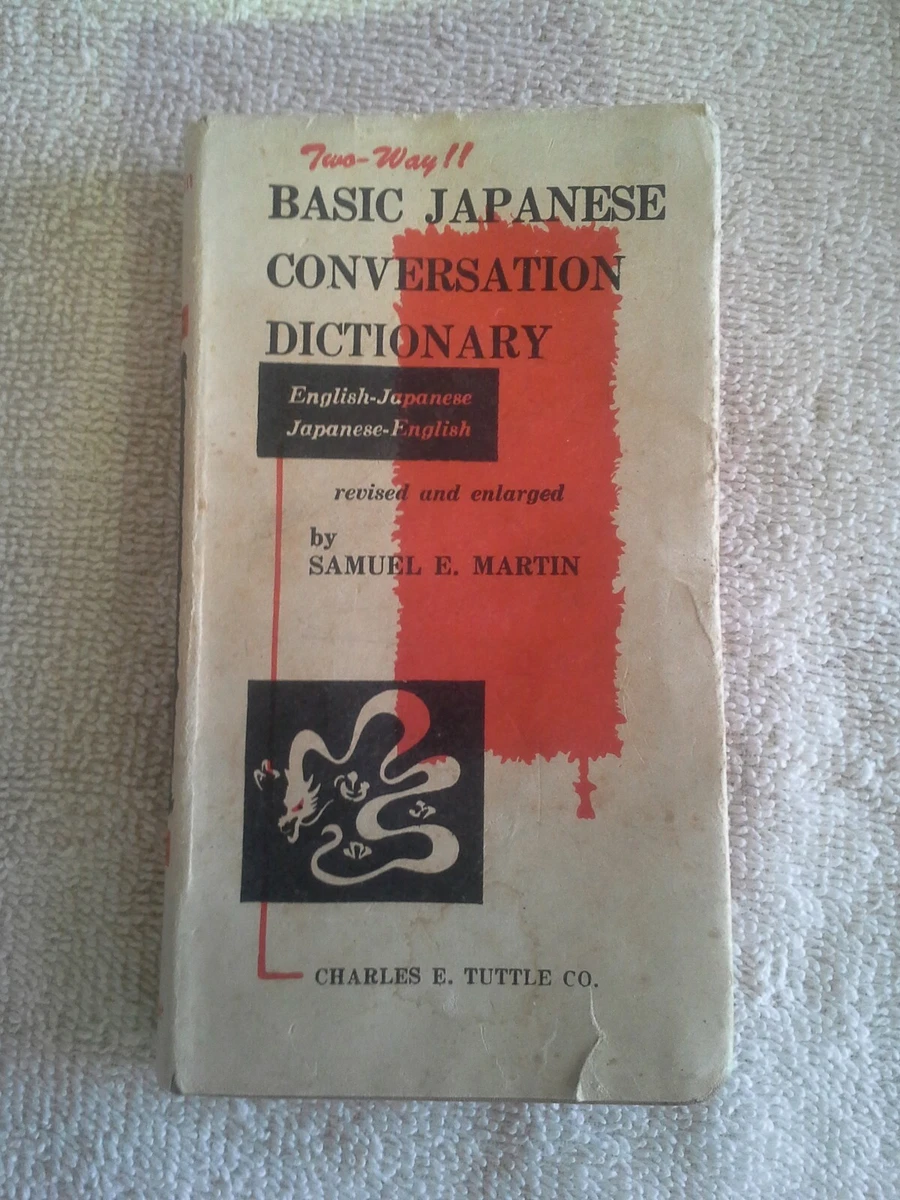 Two-Way!!
BASIC JAPANESE
CONVERSATION
DICTIONARY
English-Japanese
Japanese-English
revised and enlarged
by
SAMUEL E. MARTIN
CHARLES E. TUTTLE CO.